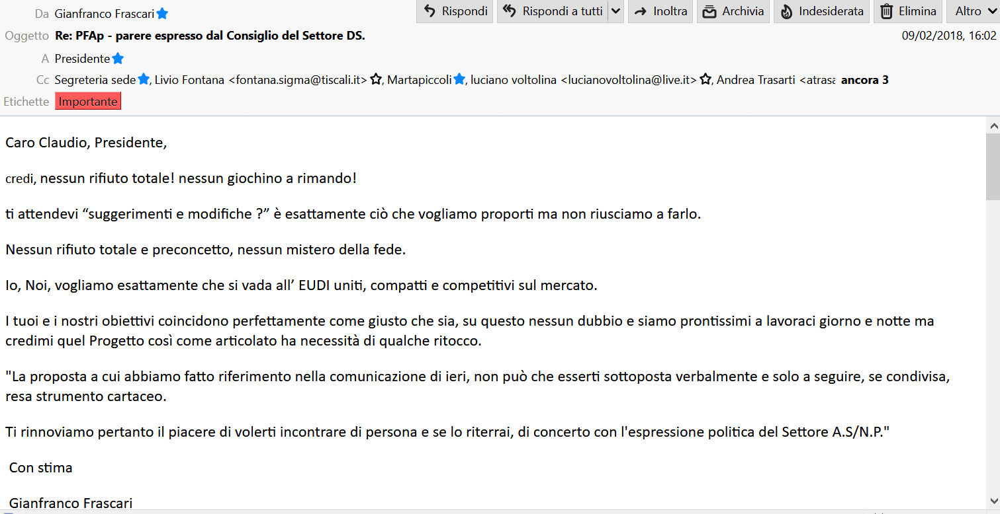 Da Gianfranco Frascari Rispondi Rispondi a tutti Inoltra Archivia Indesiderata Elimina Altro
Oggetto Re: PFAp - parere espresso dal Consiglio del Settore DS. 09/02/2018, 16:02
A Presidente
Cc Segreteria sede, Livio Fontana <fontana.sigma@tiscali.it>, Martapiccoli, luciano voltolina <lucianovoltolina@live.it>, Andrea Trasarti <atrasa ancora 3
Etichette Importante
Caro Claudio, Presidente,
credi, nessun rifiuto totale! nessun giochino a rimando!
ti attendevi “suggerimenti e modifiche ?” è esattamente ciò che vogliamo proporti ma non riusciamo a farlo.
Nessun rifiuto totale e preconcetto, nessun mistero della fede.
Io, Noi, vogliamo esattamente che si vada all’ EUDI uniti, compatti e competitivi sul mercato.
I tuoi e i nostri obiettivi coincidono perfettamente come giusto che sia, su questo nessun dubbio e siamo prontissimi a lavoraci giorno e notte ma
credimi quel Progetto così come articolato ha necessità di qualche ritocco.
"La proposta a cui abbiamo fatto riferimento nella comunicazione di ieri, non può che esserti sottoposta verbalmente e solo a seguire, se condivisa,
resa strumento cartaceo.
Ti rinnoviamo pertanto il piacere di volerti incontrare di persona e se lo riterrai, di concerto con l'espressione politica del Settore A.S/N.P."
Con stima
Gianfranco Frascari